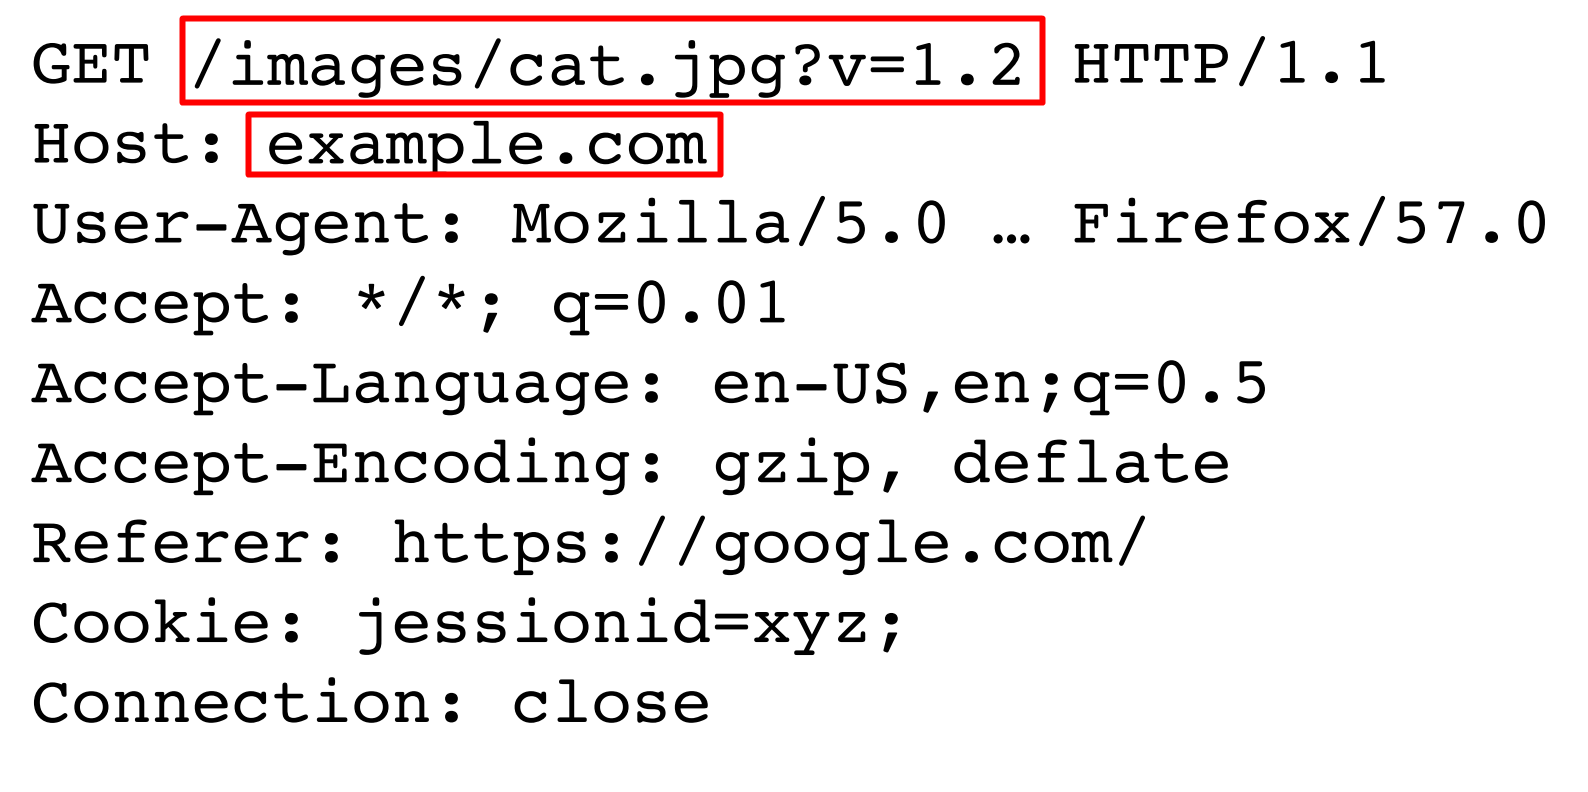 GET /images/cat.jpg?v=1.2 HTTP/1.1
Host: example.com
User-Agent: Mozilla/5.0 … Firefox/57.0
Accept: */*; q=0.01
Accept-Language: en-US,en;q=0.5
Accept-Encoding: gzip, deflate
Referer: https://google.com/
Cookie: jessionid=xyz;
Connection: close